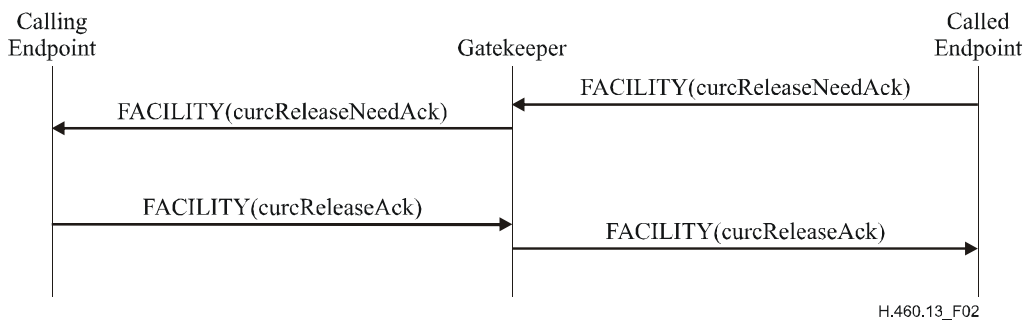 Calling
Endpoint
Gatekeeper
Called
Endpoint
FACILITY(curcReleaseNeedAck)
FACILITY(curcReleaseNeedAck)
FACILITY(curcReleaseAck)
FACILITY(curcReleaseAck)
H.460.13_F02